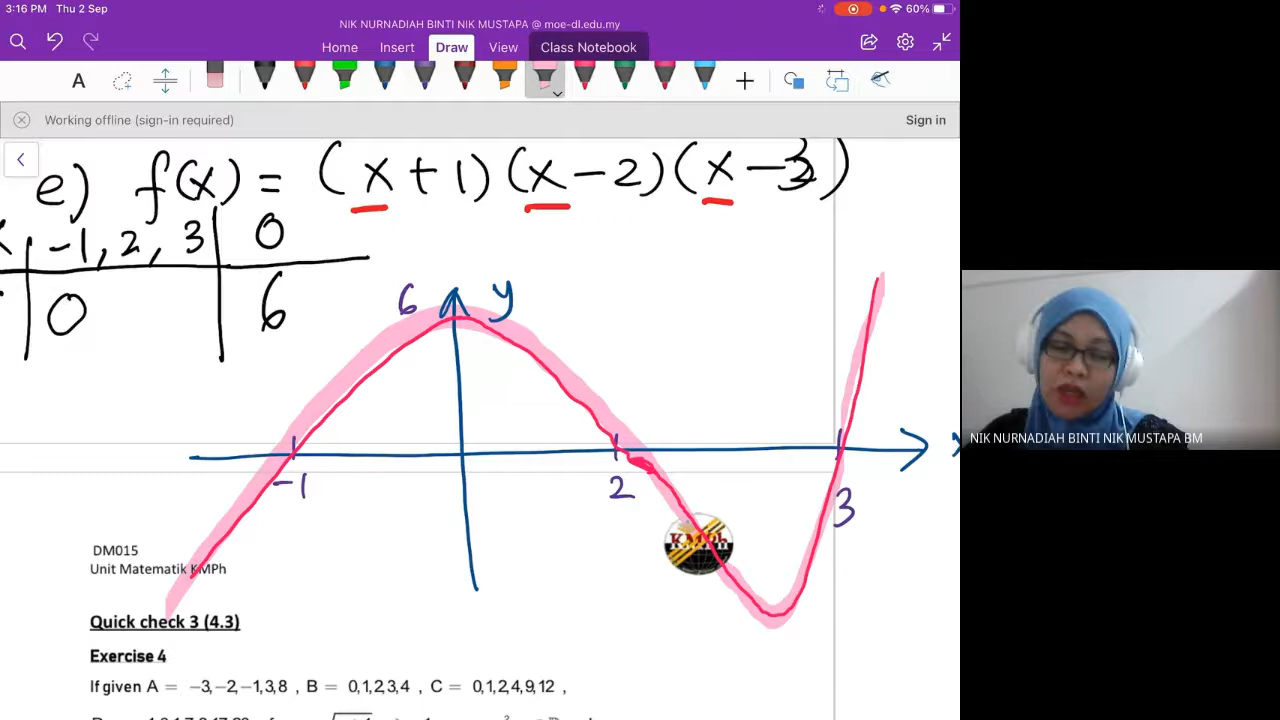 3:16 PM Thu 2 Sep
60%
NIK NURNADIAH BINTI NIK MUSTAPA @ moe-dl.edu.my
Home Insert Draw View Class Notebook
A
Working offline (sign-in required) Sign in
e) f(x) = (x + 1)(x - 2)(x - 3)
-1, 2, 3 0
0 6
6 y
-1 2 3
KMPh
NIK NURNADIAH BINTI NIK MUSTAPA BM
DM015
Unit Matematik KMPh
Quick check 3 (4.3)
Exercise 4
If given A = -3,-2,-1,3,8 , B = 0,1,2,3,4 , C = 0,1,2,4,9,12 ,